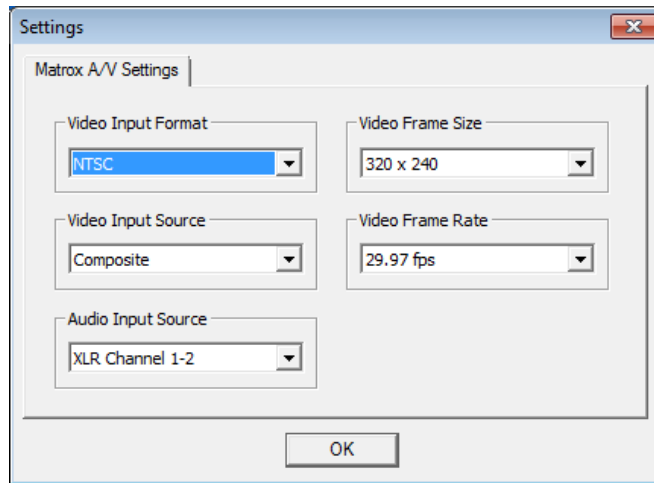 Settings
Matrox A/V Settings
Video Input Format
NTSC
Video Frame Size
320 x 240
Video Input Source
Composite
Video Frame Rate
29.97 fps
Audio Input Source
XLR Channel 1-2
OK